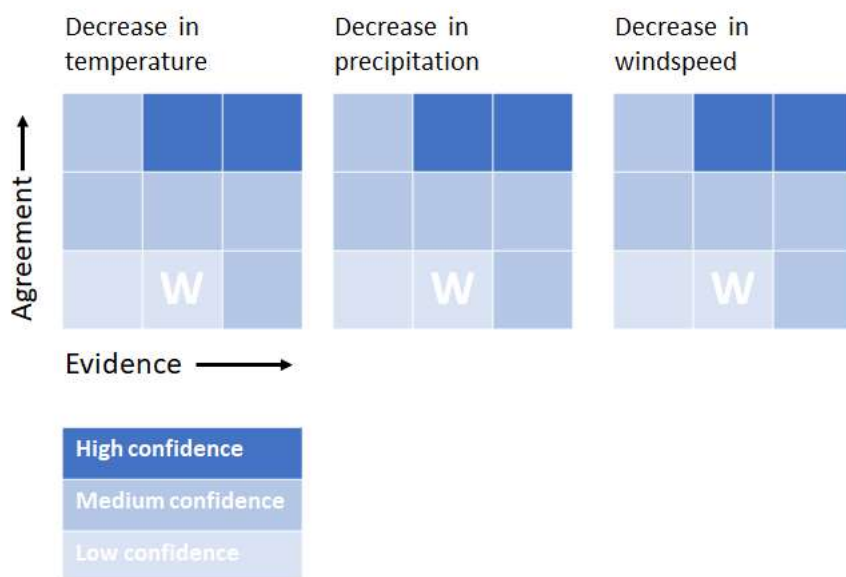 Decrease in
temperature
Decrease in
precipitation
Decrease in
windspeed
Agreement
W
W
W
Evidence
High confidence
Medium confidence
Low confidence